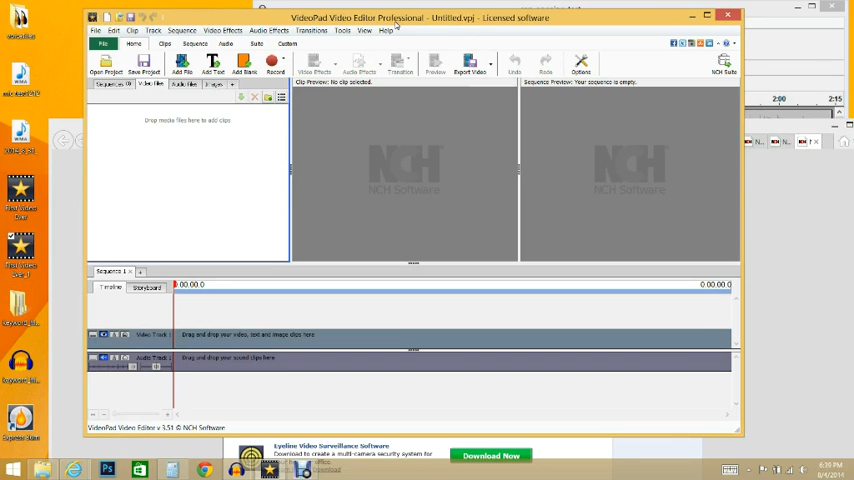 VideoPad Video Editor Professional - Untitled.vpj - Licensed software
File Edit Clip Track Sequence Video Effects Audio Effects Transitions Tools View Help
File Home Clips Sequence Audio Suite Custom
Open Project Save Project Add File Add Text Add Blank Record Video Effects Audio Effects Transition Preview Export Video Undo Redo Options NCH Suite
Sequences (0) Video Files Audio Files Images +
Clip Preview: No clip selected.
Sequence Preview: Your sequence is empty.
Drop media files here to add clips
NCH
NCH Software
NCH
NCH Software
Sequence 1
Timeline Storyboard
0:00:00.0
0:00:00.0
Video Track 1
Drag and drop your video, text and image clips here
Audio Track 1
Drag and drop your sound clips here
VideoPad Video Editor v 3.51 © NCH Software
2:00 2:15
Lyeline Video Surveillance Software
Download to create a multi-camera security system for
Download Now
Express Burn
6:39 PM
8/4/2014